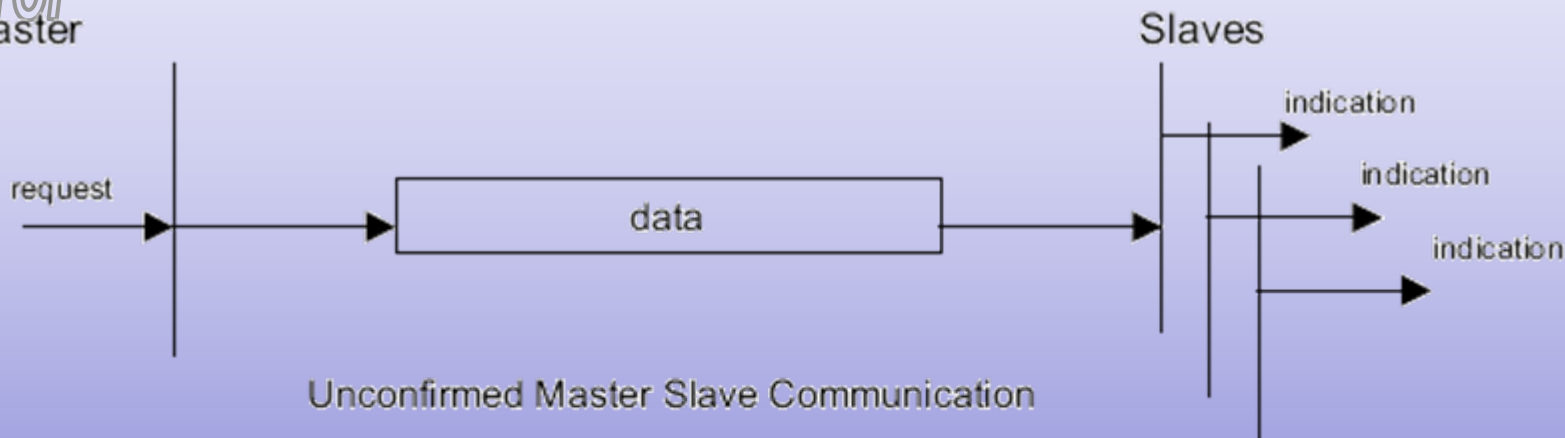 aster
Slaves
indication
request
indication
data
indication
Unconfirmed Master Slave Communication